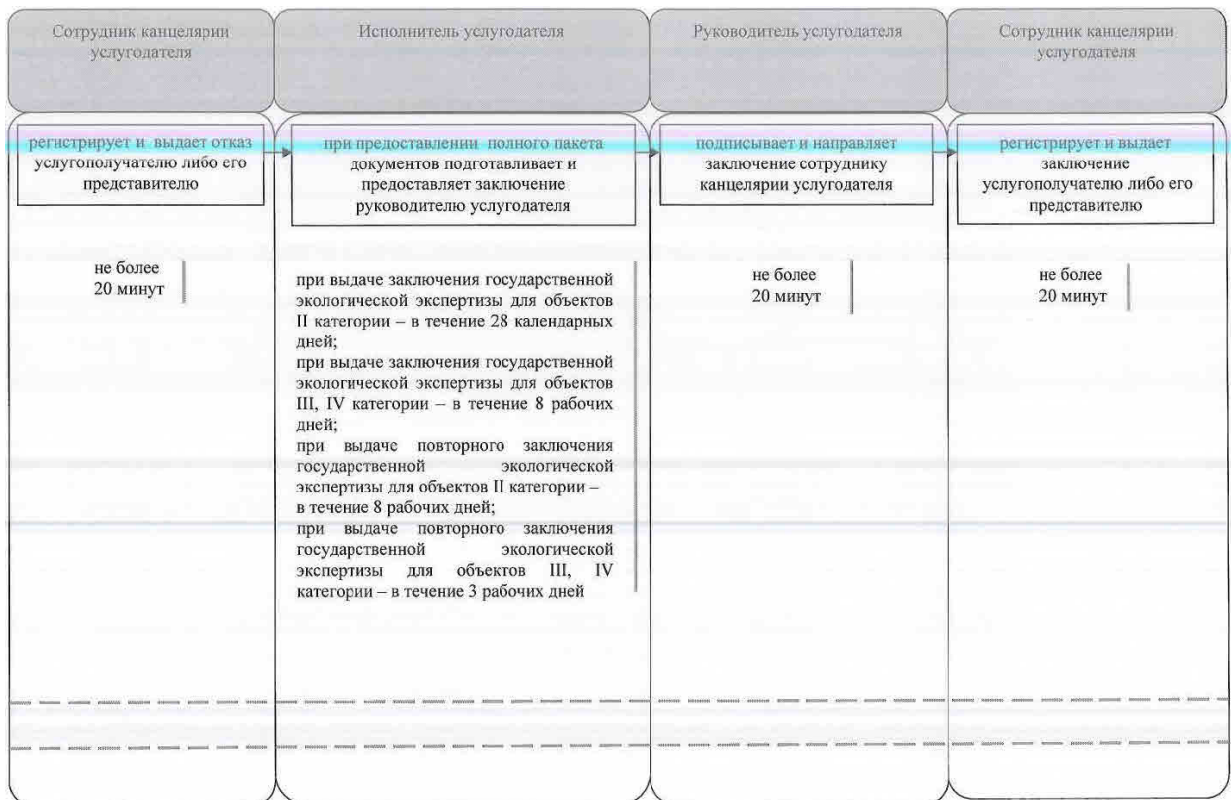 Сотрудник канцелярии
услугодателя
Исполнитель услугодателя
Руководитель услугодателя
Сотрудник канцелярии
услугодателя
регистрирует и выдает отказ
услугополучателю либо его
представителю
при предоставлении полного пакета
документов подготавливает и
предоставляет заключение
руководителю услугодателя
подписывает и направляет
заключение сотруднику
канцелярии услугодателя
регистрирует и выдает
заключение
услугополучателю либо его
представителю
не более
20 минут
при выдаче заключения государственной
экологической экспертизы для объектов
II категории – в течение 28 календарных
дней;
при выдаче заключения государственной
экологической экспертизы для объектов
III, IV категории – в течение 8 рабочих
дней;
при выдаче повторного заключения
государственной экологической
экспертизы для объектов II категории –
в течение 8 рабочих дней;
при выдаче повторного заключения
государственной экологической
экспертизы для объектов III, IV
категории – в течение 3 рабочих дней
не более
20 минут
не более
20 минут